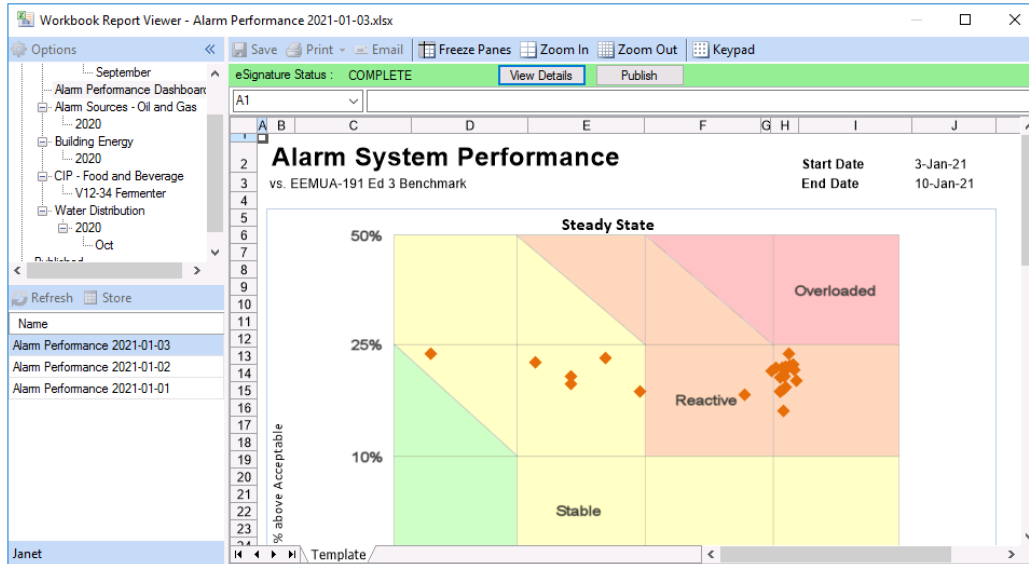 Workbook Report Viewer - Alarm Performance 2021-01-03.xlsx
Options
Save Print Email Freeze Panes Zoom In Zoom Out Keypad
eSignature Status : COMPLETE View Details Publish
A1
September
Alarm Performance Dashboard
Alarm Sources - Oil and Gas
2020
Building Energy
2020
CIP - Food and Beverage
V12-34 Fermenter
Water Distribution
2020
Oct
Refresh Store
Name
Alarm Performance 2021-01-03
Alarm Performance 2021-01-02
Alarm Performance 2021-01-01
Janet
A B C D E F G H I J
1
2
3
4
5
6
7
8
9
10
11
12
13
14
15
16
17
18
19
20
21
22
23
24
Alarm System Performance
vs. EEMUA-191 Ed 3 Benchmark
Start Date 3-Jan-21
End Date 10-Jan-21
Steady State
50%
Overloaded
25%
Reactive
10%
Stable
% above Acceptable
Template